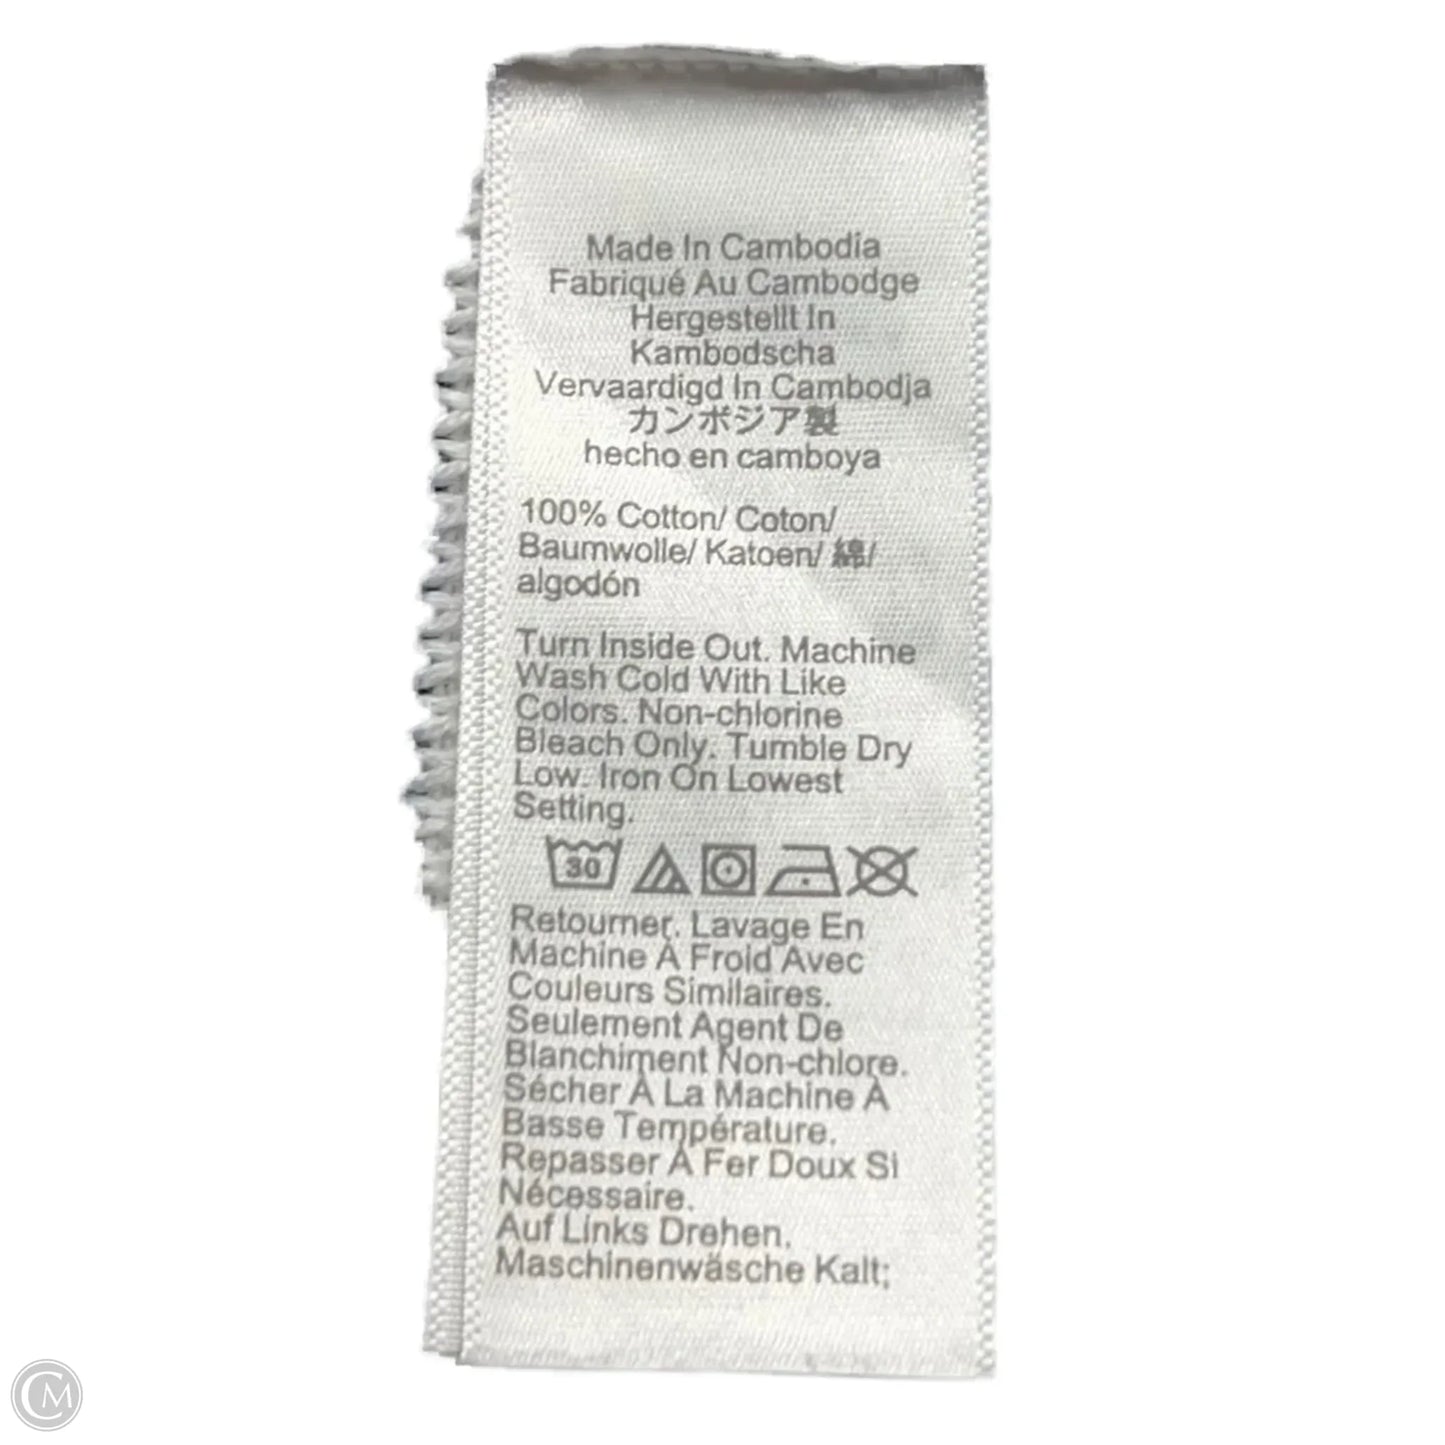 Made In Cambodia
Fabriqué Au Cambodge
Hergestellt In
Kambodscha
Vervaardigd In Cambodja
カンボジア製
hecho en camboya
100% Cotton/ Coton/
Baumwolle/ Katoen/ 綿/
algodón
Turn Inside Out. Machine
Wash Cold With Like
Colors. Non-chlorine
Bleach Only. Tumble Dry
Low. Iron On Lowest
Setting.
30
Retourner. Lavage En
Machine À Froid Avec
Couleurs Similaires.
Seulement Agent De
Blanchiment Non-chlore.
Sécher À La Machine À
Basse Température.
Repasser À Fer Doux Si
Nécessaire.
Auf Links Drehen.
Maschinenwäsche Kalt;
CM